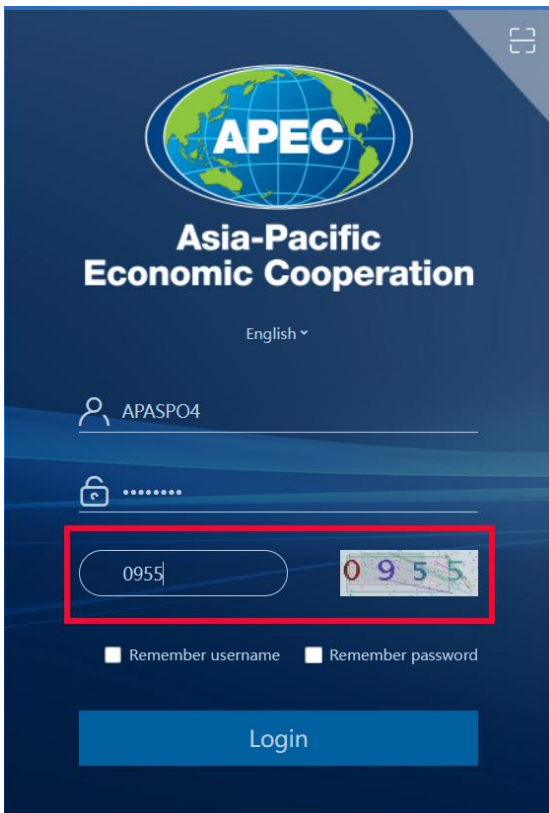 APEC
Asia-Pacific
Economic Cooperation
English
APASPO4
••••••••
0955 0955
Remember username Remember password
Login